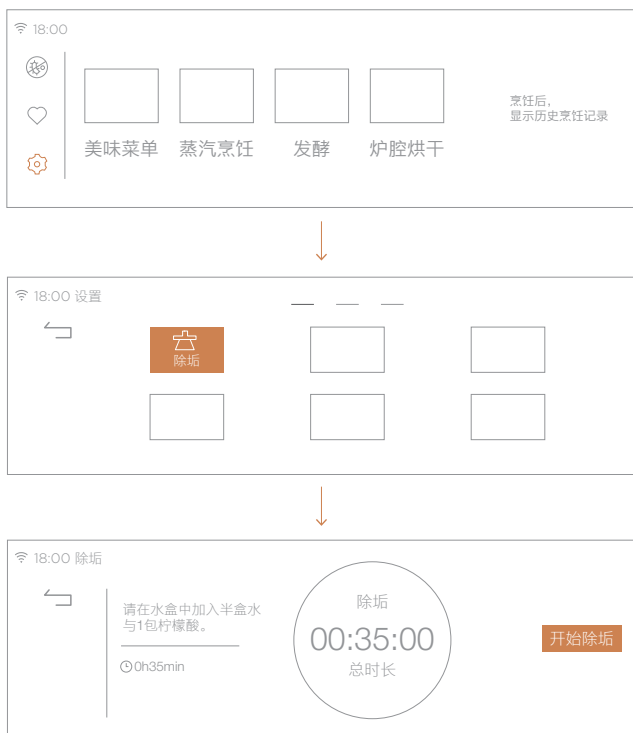 18:00
美味菜单
蒸汽烹饪
发酵
炉腔烘干
烹饪后，
显示历史烹饪记录
18:00 设置
除垢
18:00 除垢
请在水盒中加入半盒水
与1包柠檬酸。
0h35min
除垢
00:35:00
总时长
开始除垢